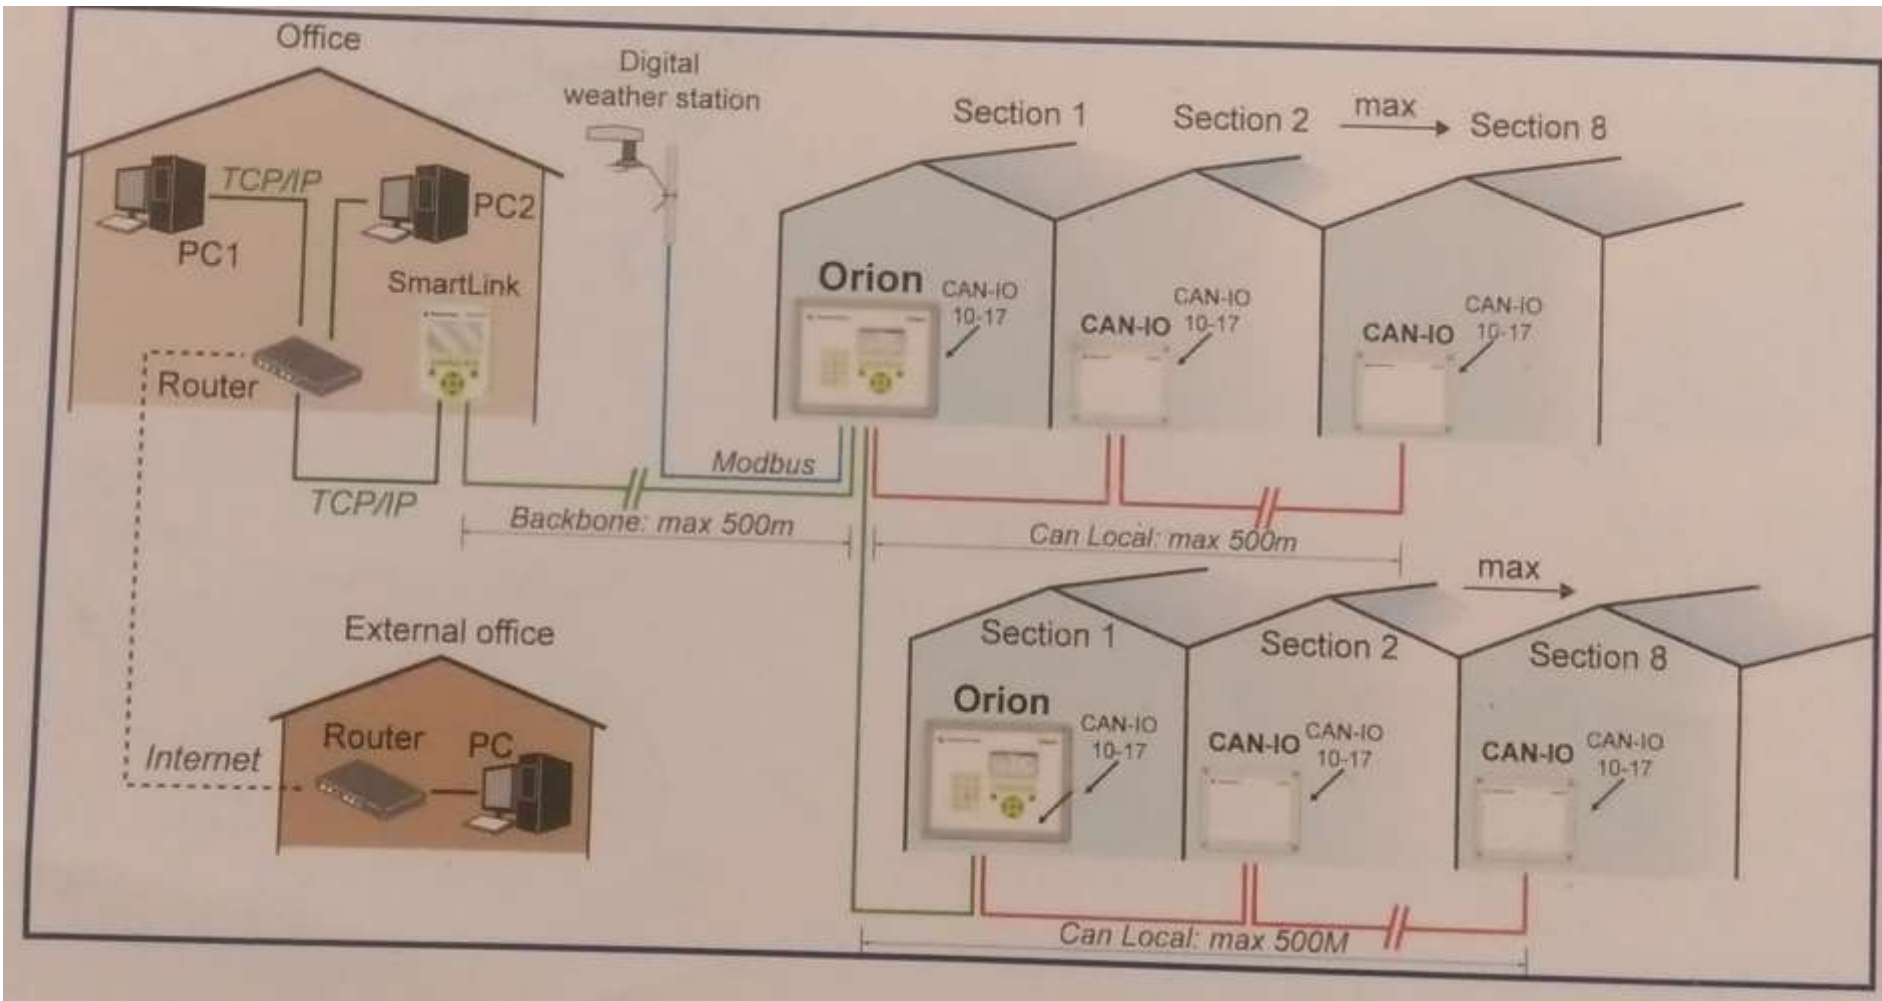 Office
Digital
weather station
Section 1
Section 2
max
Section 8
TCP/IP
PC2
PC1
SmartLink
Router
Orion
CAN-IO
10-17
CAN-IO
CAN-IO
10-17
CAN-IO
CAN-IO
10-17
Modbus
TCP/IP
Backbone: max 500m
Can Local: max 500m
External office
Router
PC
Internet
max
Section 1
Section 2
Section 8
Orion
CAN-IO
10-17
CAN-IO
CAN-IO
10-17
CAN-IO
CAN-IO
10-17
Can Local: max 500M